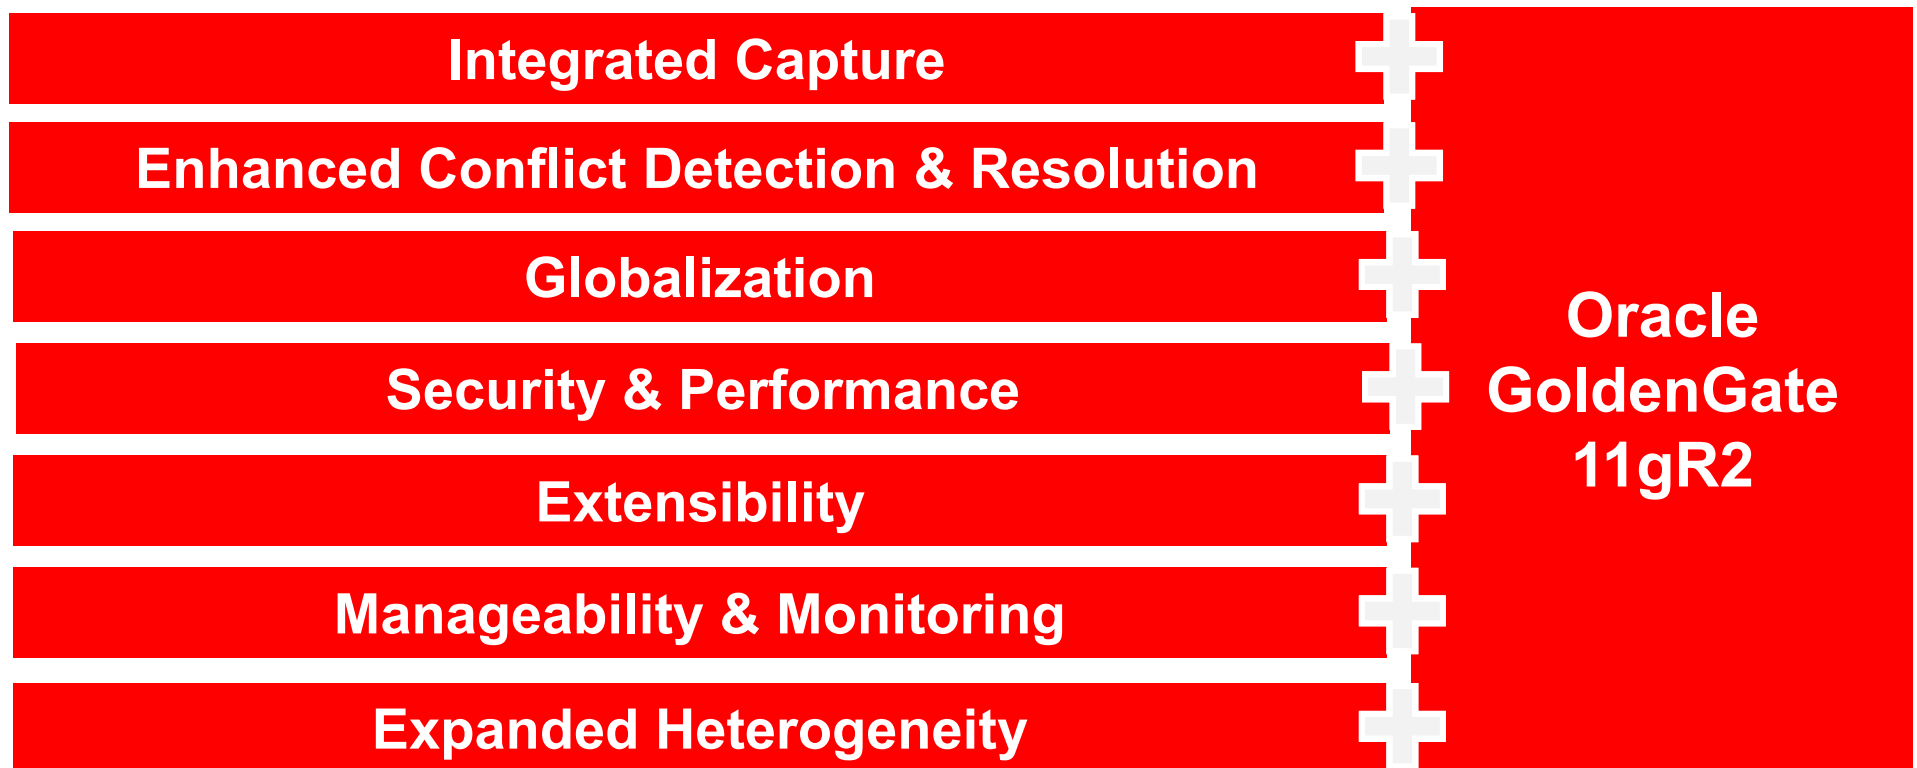 Integrated Capture
Enhanced Conflict Detection & Resolution
Globalization
Security & Performance
Extensibility
Manageability & Monitoring
Expanded Heterogeneity
Oracle
GoldenGate
11gR2